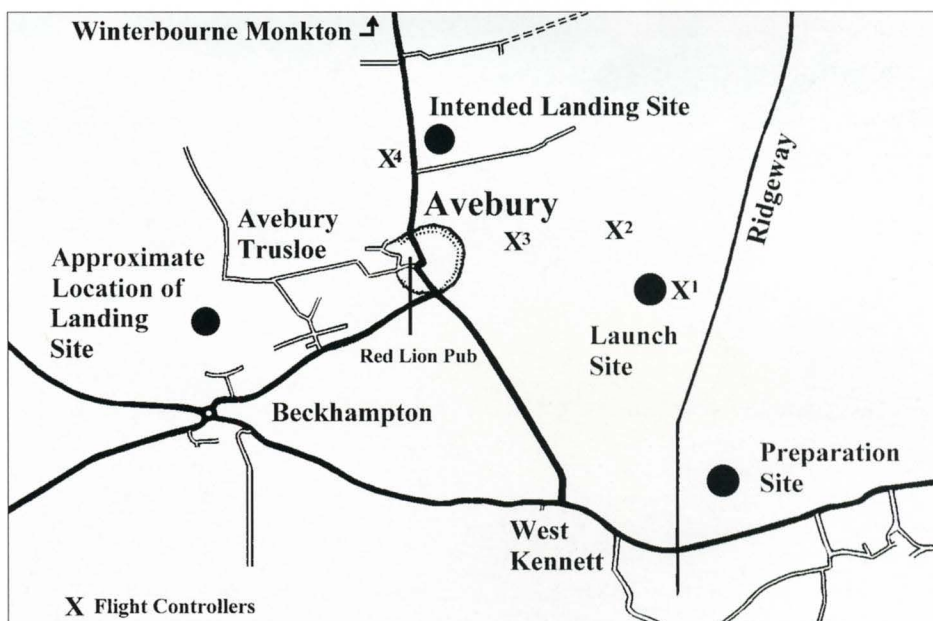 Winterbourne Monkton
Intended Landing Site
X4
Avebury
Ridgeway
Avebury
Trusloe
X3
X2
Approximate
Location of
Landing
Site
X1
Launch
Site
Red Lion Pub
Beckhampton
Preparation
Site
West
Kennett
X Flight Controllers